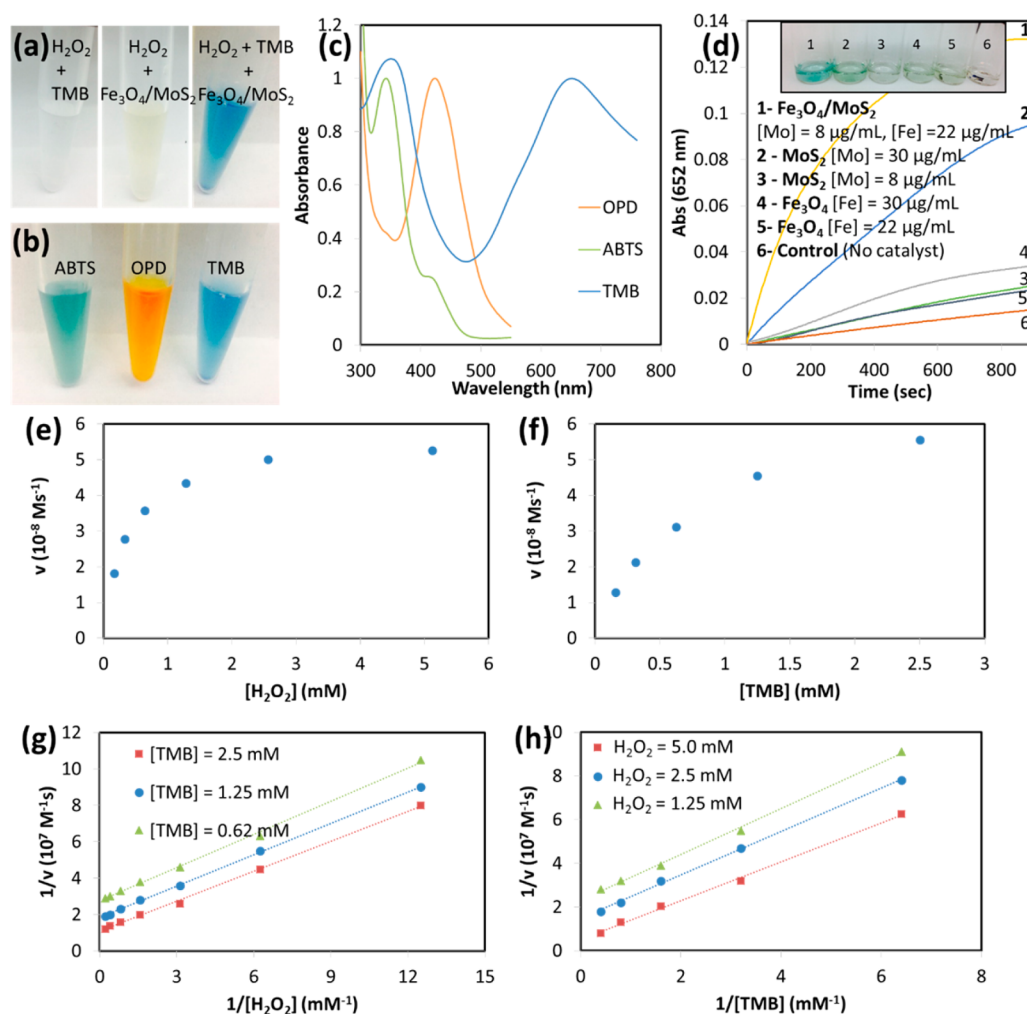 (a)
H₂O₂
+
TMB
H₂O₂
+
Fe₃O₄/MoS₂
H₂O₂ + TMB
+
Fe₃O₄/MoS₂
(b)
ABTS
OPD
TMB
(c)
Absorbance
1.2
1
0.8
0.6
0.4
0.2
0
300
400
500
600
700
800
Wavelength (nm)
OPD
ABTS
TMB
(d)
Abs (652 nm)
0.14
0.12
0.1
0.08
0.06
0.04
0.02
0
0
200
400
600
800
Time (sec)
1
2
3
4
5
6
1- Fe₃O₄/MoS₂
[Mo] = 8 µg/mL, [Fe] =22 µg/mL
2 - MoS₂ [Mo] = 30 µg/mL
3 - MoS₂ [Mo] = 8 µg/mL
4 - Fe₃O₄ [Fe] = 30 µg/mL
5- Fe₃O₄ [Fe] = 22 µg/mL
6- Control (No catalyst)
1
2
4
3
5
6
(e)
v (10⁻⁸ Ms⁻¹)
6
5
4
3
2
1
0
0
1
2
3
4
5
6
[H₂O₂] (mM)
(f)
v (10⁻⁸ Ms⁻¹)
6
5
4
3
2
1
0
0
0.5
1
1.5
2
2.5
3
[TMB] (mM)
(g)
1/v (10⁷ M⁻¹s)
12
10
8
6
4
2
0
0
3
6
9
12
15
1/[H₂O₂] (mM⁻¹)
[TMB] = 2.5 mM
[TMB] = 1.25 mM
[TMB] = 0.62 mM
(h)
1/v (10⁷ M⁻¹s)
10
8
6
4
2
0
0
2
4
6
8
1/[TMB] (mM⁻¹)
H₂O₂ = 5.0 mM
H₂O₂ = 2.5 mM
H₂O₂ = 1.25 mM